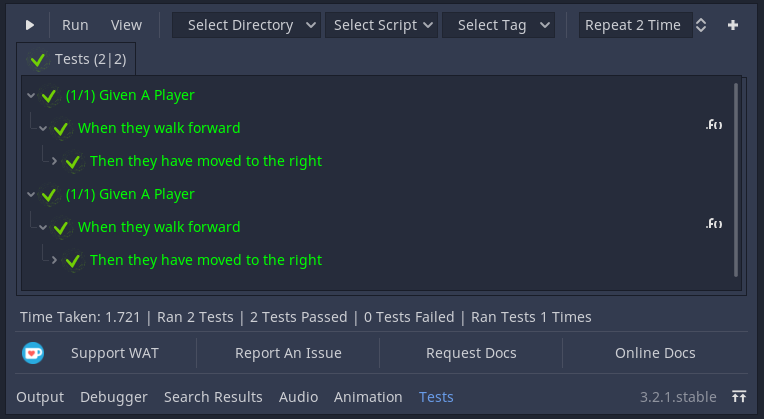 Run View Select Directory Select Script Select Tag Repeat 2 Time
Tests (2|2)
(1/1) Given A Player
When they walk forward
Then they have moved to the right
(1/1) Given A Player
When they walk forward
Then they have moved to the right
Time Taken: 1.721 | Ran 2 Tests | 2 Tests Passed | 0 Tests Failed | Ran Tests 1 Times
Support WAT Report An Issue Request Docs Online Docs
Output Debugger Search Results Audio Animation Tests 3.2.1.stable